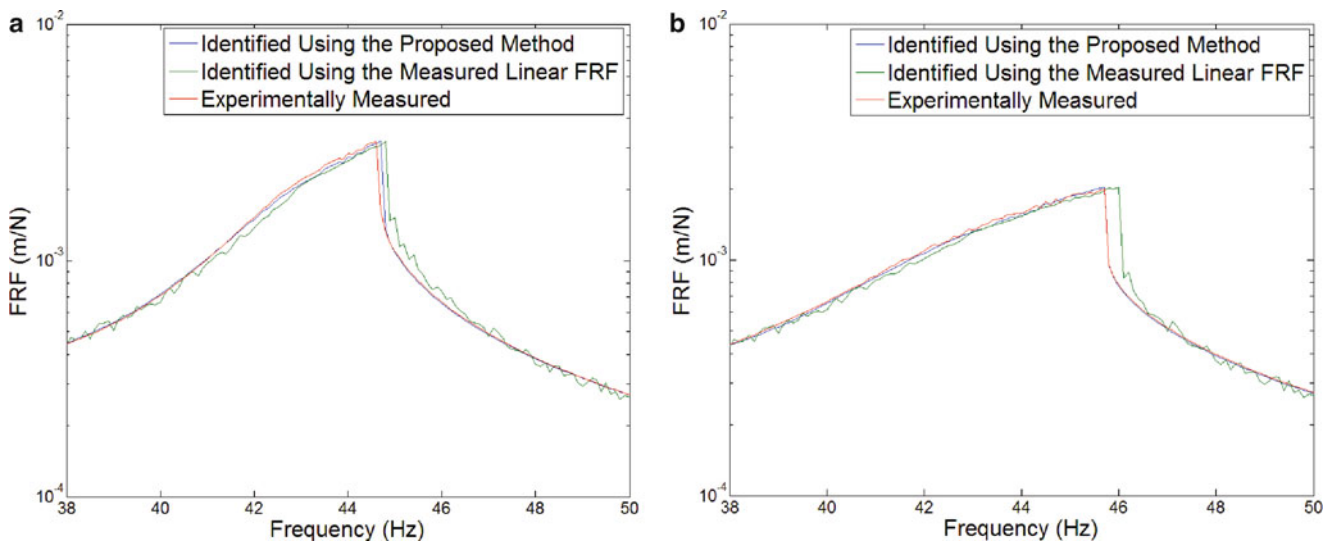 a
10^-2
Identified Using the Proposed Method
Identified Using the Measured Linear FRF
Experimentally Measured
FRF (m/N)
10^-3
10^-4
38 40 42 44 46 48 50
Frequency (Hz)
b
10^-2
Identified Using the Proposed Method
Identified Using the Measured Linear FRF
Experimentally Measured
FRF (m/N)
10^-3
10^-4
38 40 42 44 46 48 50
Frequency (Hz)